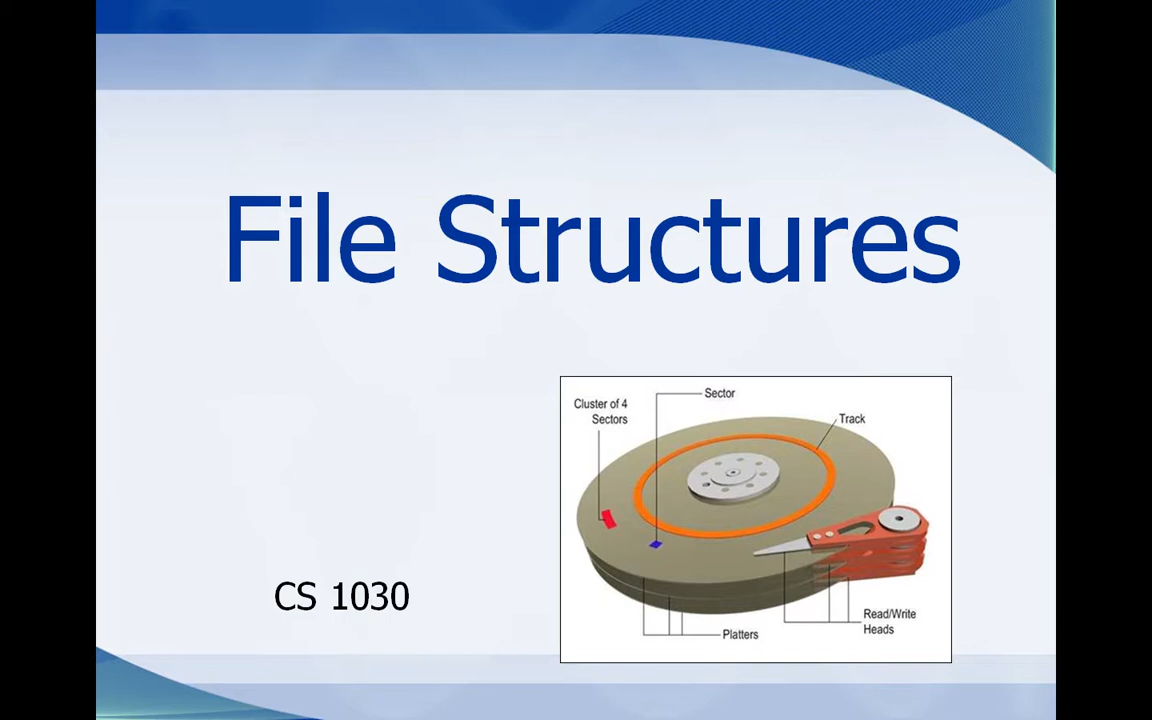 File Structures
Sector
Cluster of 4
Sectors
Track
CS 1030
Read/Write
Heads
Platters